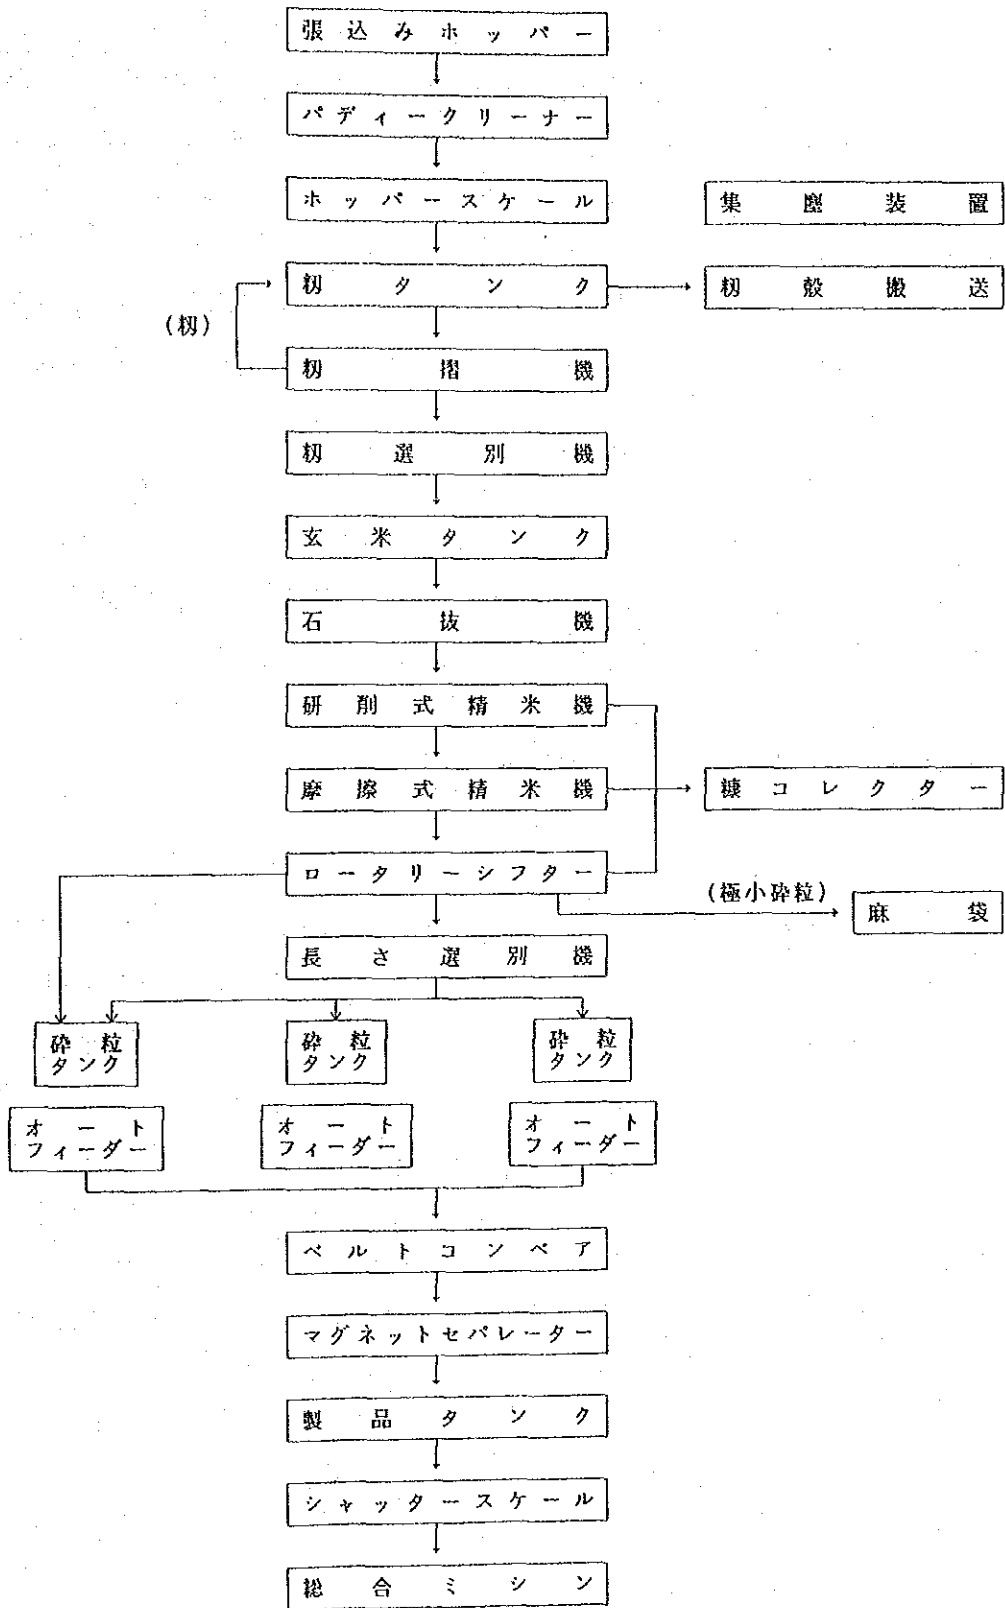 張込みホッパー
パディークリーナー
ホッパースケール
集塵装置
籾タンク
籾殻搬送
(籾)
籾摺機
籾選別機
玄米タンク
石抜機
研削式精米機
摩擦式精米機
糠コレクター
ロータリーシフター
(極小砕粒)
麻袋
長さ選別機
砕粒
タンク
砕粒
タンク
砕粒
タンク
オート
フィーダー
オート
フィーダー
オート
フィーダー
ベルトコンベア
マグネットセパレーター
製品タンク
シャッタースケール
総合ミシン